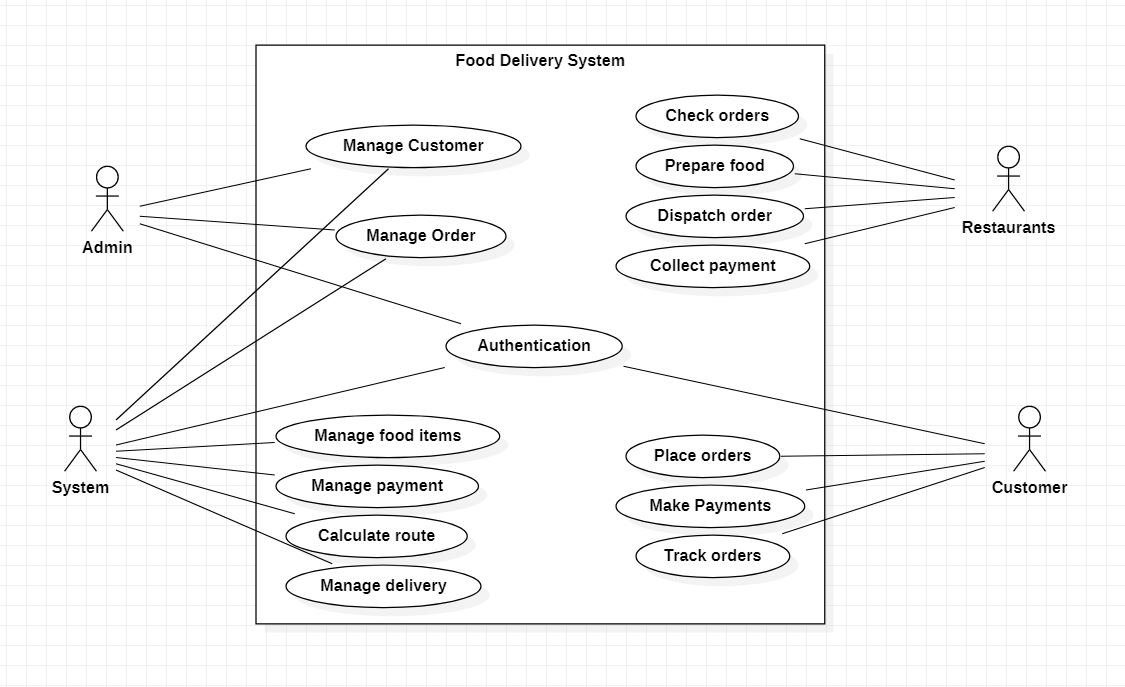 Food Delivery System
Check orders
Manage Customer
Prepare food
Dispatch order
Restaurants
Manage Order
Admin
Collect payment
Authentication
Manage food items
Place orders
Manage payment
System
Customer
Make Payments
Calculate route
Track orders
Manage delivery